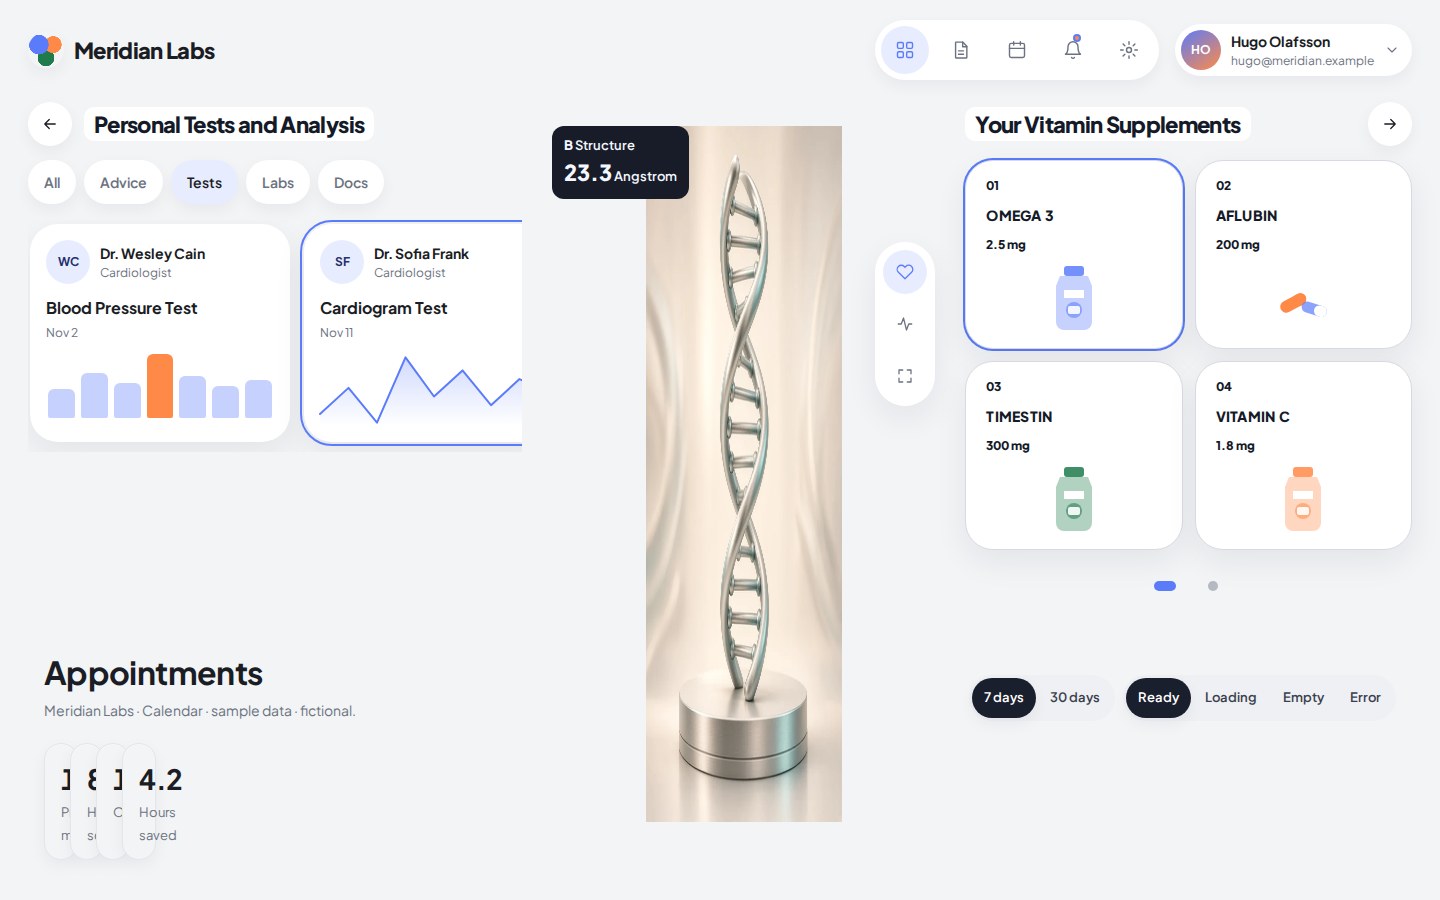 Meridian Labs
HO
Hugo Olafsson
hugo@meridian.example
Personal Tests and Analysis
All
Advice
Tests
Labs
Docs
WC
Dr. Wesley Cain
Cardiologist
Blood Pressure Test
Nov 2
SF
Dr. Sofia Frank
Cardiologist
Cardiogram Test
Nov 11
B Structure
23.3 Angstrom
Your Vitamin Supplements
01
OMEGA 3
2.5 mg
02
AFLUBIN
200 mg
03
TIMESTIN
300 mg
04
VITAMIN C
1.8 mg
Appointments
Meridian Labs · Calendar · sample data · fictional.
7 days
30 days
Ready
Loading
Empty
Error
4.2
Hours
saved